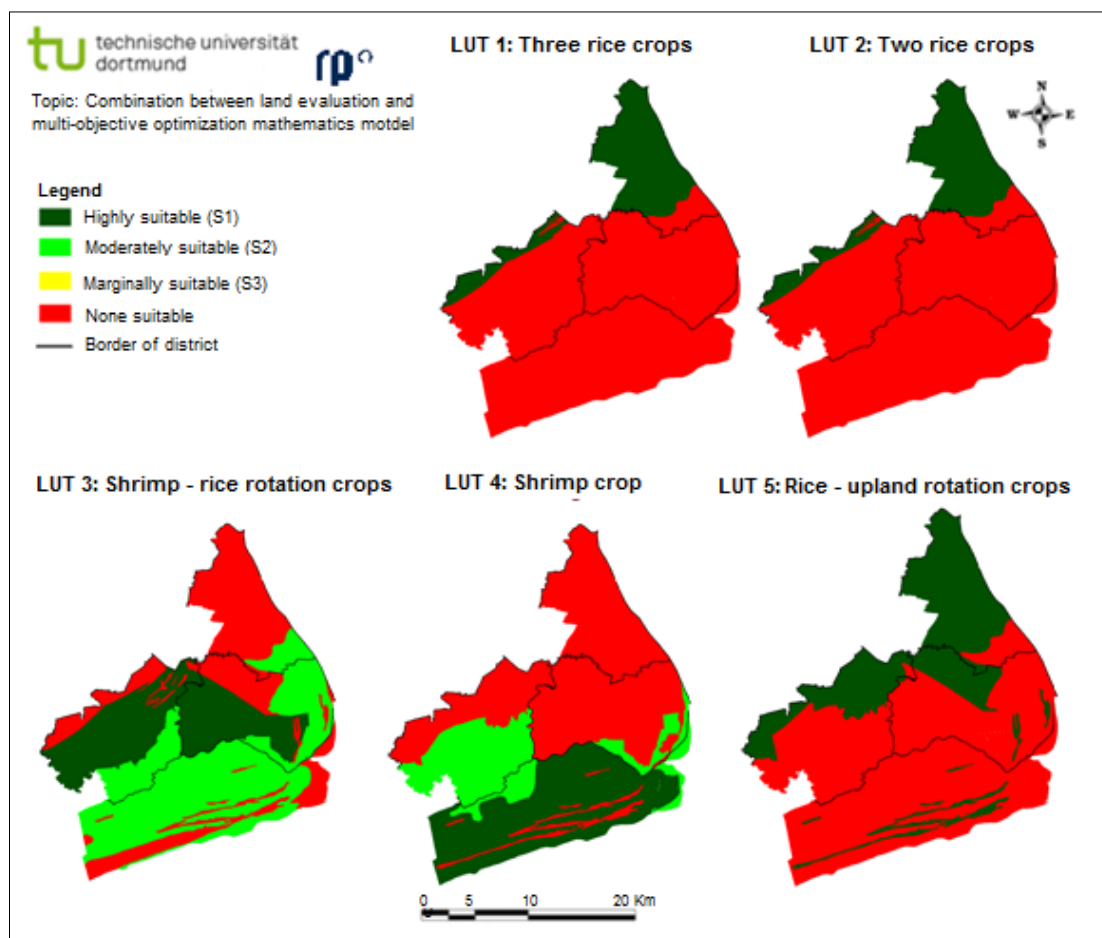 tu technische universität
dortmund
rp
Topic: Combination between land evaluation and
multi-objective optimization mathematics motdel
LUT 1: Three rice crops
LUT 2: Two rice crops
N
W E
S
Legend
Highly suitable (S1)
Moderately suitable (S2)
Marginally suitable (S3)
None suitable
Border of district
LUT 3: Shrimp - rice rotation crops
LUT 4: Shrimp crop
LUT 5: Rice - upland rotation crops
0 5 10 20 Km